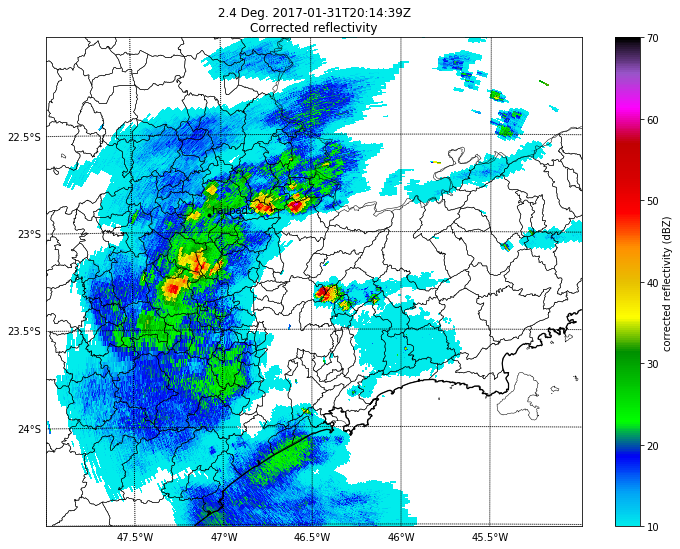 2.4 Deg. 2017-01-31T20:14:39Z
Corrected reflectivity
22.5°S
23°S
23.5°S
24°S
47.5°W
47°W
46.5°W
46°W
45.5°W
70
60
50
40
30
20
10
corrected reflectivity (dBZ)